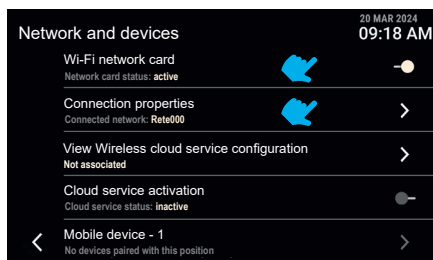 20 MAR 2024
Network and devices 09:18 AM
Wi-Fi network card
Network card status: active
Connection properties
Connected network: Rete000
View Wireless cloud service configuration
Not associated
Cloud service activation
Cloud service status: inactive
Mobile device - 1
No devices paired with this position